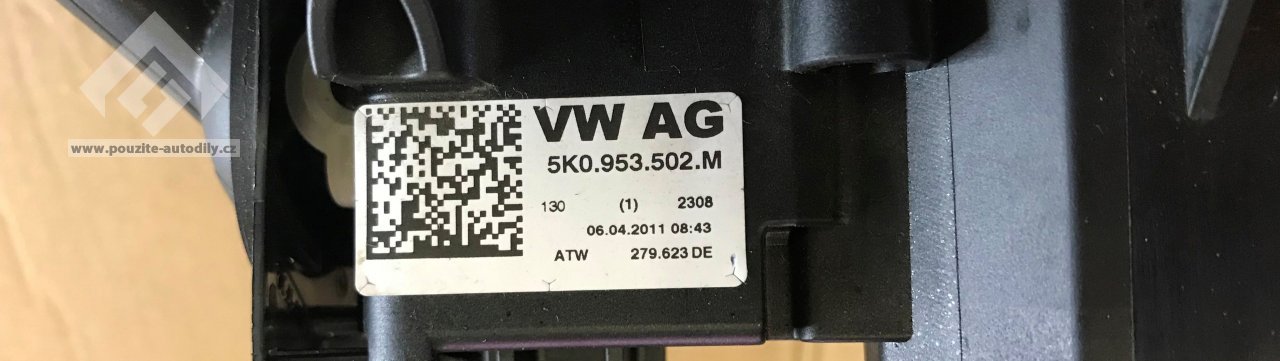 www.pouzite-autodily.cz
VW AG
5K0.953.502.M
130 (1) 2308
06.04.2011 08:43
ATW 279.623 DE